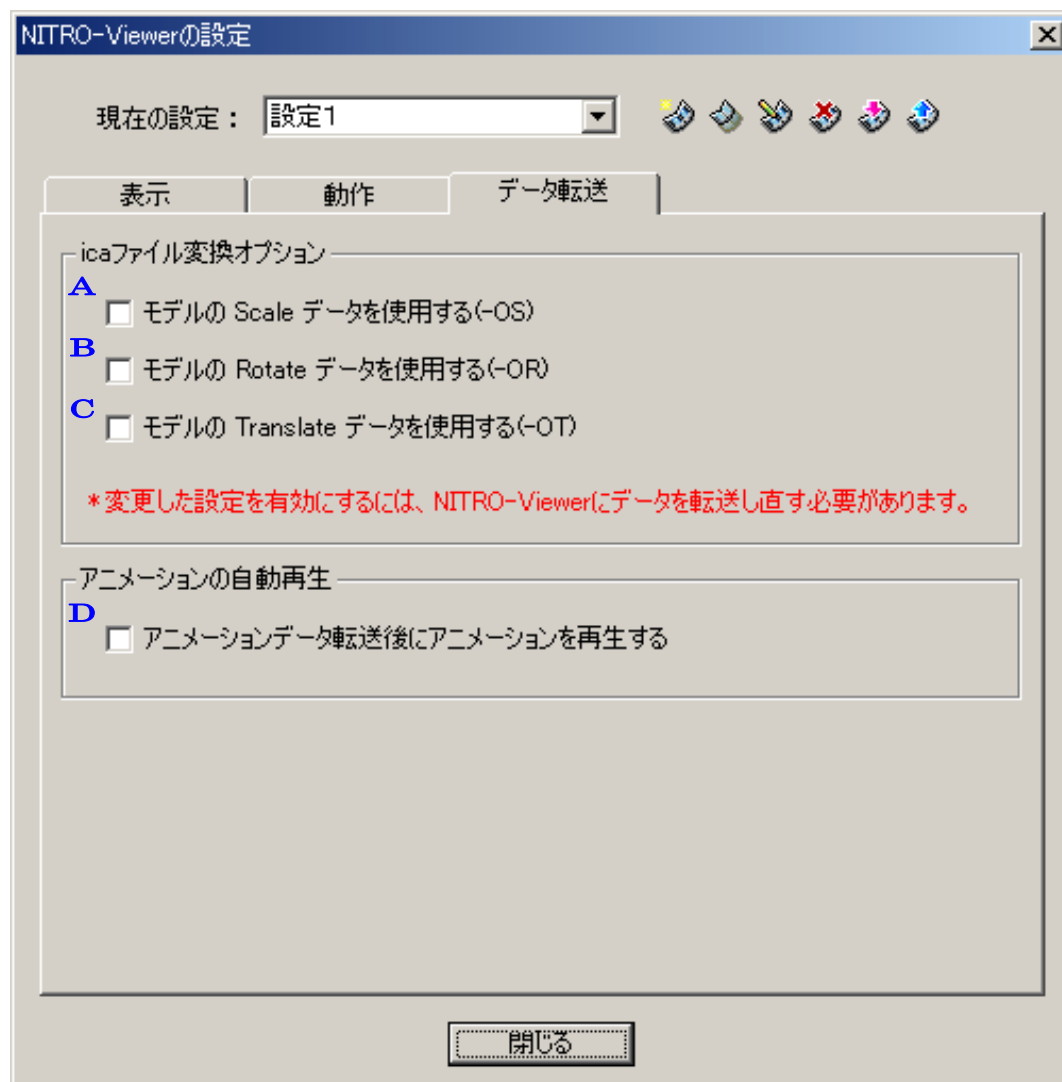 NITRO-Viewerの設定
現在の設定：
設定1
表示
動作
データ転送
icaファイル変換オプション
A
モデルの Scale データを使用する(-OS)
B
モデルの Rotate データを使用する(-OR)
C
モデルの Translate データを使用する(-OT)
*変更した設定を有効にするには、NITRO-Viewerにデータを転送し直す必要があります。
アニメーションの自動再生
D
アニメーションデータ転送後にアニメーションを再生する
閉じる